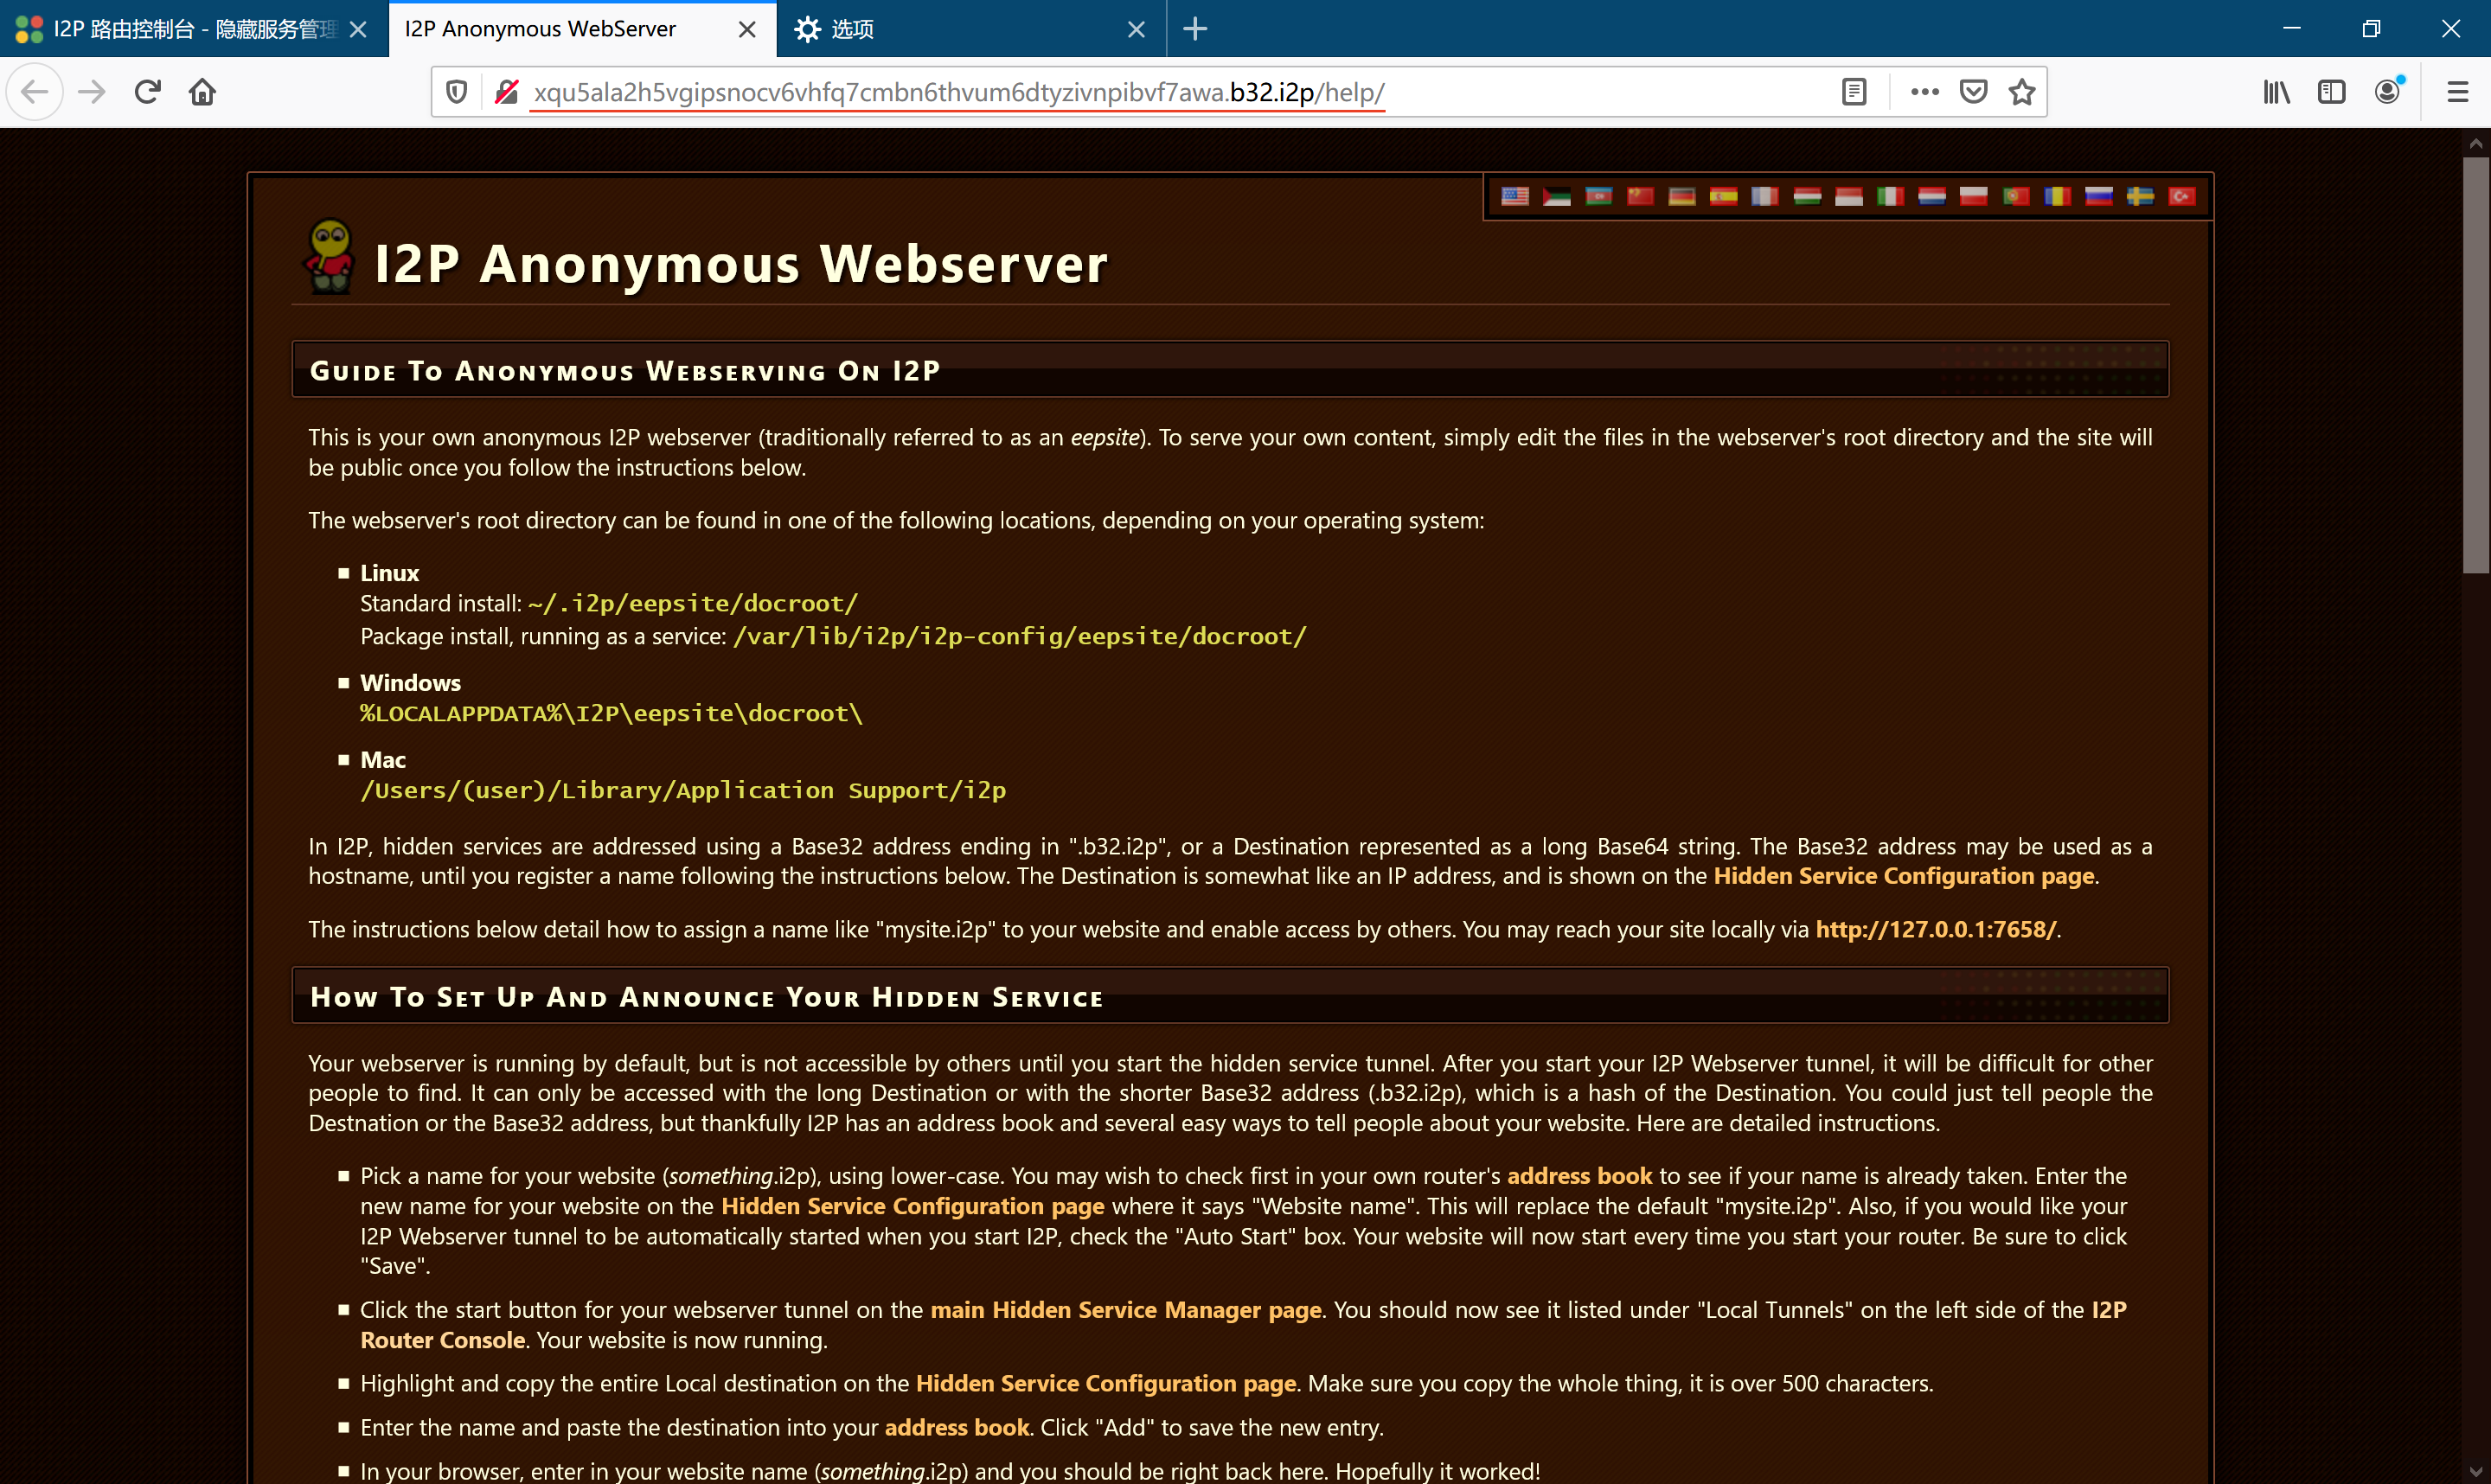 I2P 路由控制台 - 隐藏服务管理
I2P Anonymous WebServer
选项
xqu5ala2h5vgipsnocv6vhfq7cmbn6thvum6dtyzivnpibvf7awa.b32.i2p/help/
I2P Anonymous Webserver
Guide To Anonymous Webserving On I2P
This is your own anonymous I2P webserver (traditionally referred to as an eepsite). To serve your own content, simply edit the files in the webserver's root directory and the site will
be public once you follow the instructions below.
The webserver's root directory can be found in one of the following locations, depending on your operating system:
Linux
Standard install: ~/.i2p/eepsite/docroot/
Package install, running as a service: /var/lib/i2p/i2p-config/eepsite/docroot/
Windows
%LOCALAPPDATA%\I2P\eepsite\docroot\
Mac
/Users/(user)/Library/Application Support/i2p
In I2P, hidden services are addressed using a Base32 address ending in ".b32.i2p", or a Destination represented as a long Base64 string. The Base32 address may be used as a
hostname, until you register a name following the instructions below. The Destination is somewhat like an IP address, and is shown on the Hidden Service Configuration page.
The instructions below detail how to assign a name like "mysite.i2p" to your website and enable access by others. You may reach your site locally via http://127.0.0.1:7658/.
How To Set Up And Announce Your Hidden Service
Your webserver is running by default, but is not accessible by others until you start the hidden service tunnel. After you start your I2P Webserver tunnel, it will be difficult for other
people to find. It can only be accessed with the long Destination or with the shorter Base32 address (.b32.i2p), which is a hash of the Destination. You could just tell people the
Destnation or the Base32 address, but thankfully I2P has an address book and several easy ways to tell people about your website. Here are detailed instructions.
Pick a name for your website (something.i2p), using lower-case. You may wish to check first in your own router's address book to see if your name is already taken. Enter the
new name for your website on the Hidden Service Configuration page where it says "Website name". This will replace the default "mysite.i2p". Also, if you would like your
I2P Webserver tunnel to be automatically started when you start I2P, check the "Auto Start" box. Your website will now start every time you start your router. Be sure to click
"Save".
Click the start button for your webserver tunnel on the main Hidden Service Manager page. You should now see it listed under "Local Tunnels" on the left side of the I2P
Router Console. Your website is now running.
Highlight and copy the entire Local destination on the Hidden Service Configuration page. Make sure you copy the whole thing, it is over 500 characters.
Enter the name and paste the destination into your address book. Click "Add" to save the new entry.
In your browser, enter in your website name (something.i2p) and you should be right back here. Hopefully it worked!